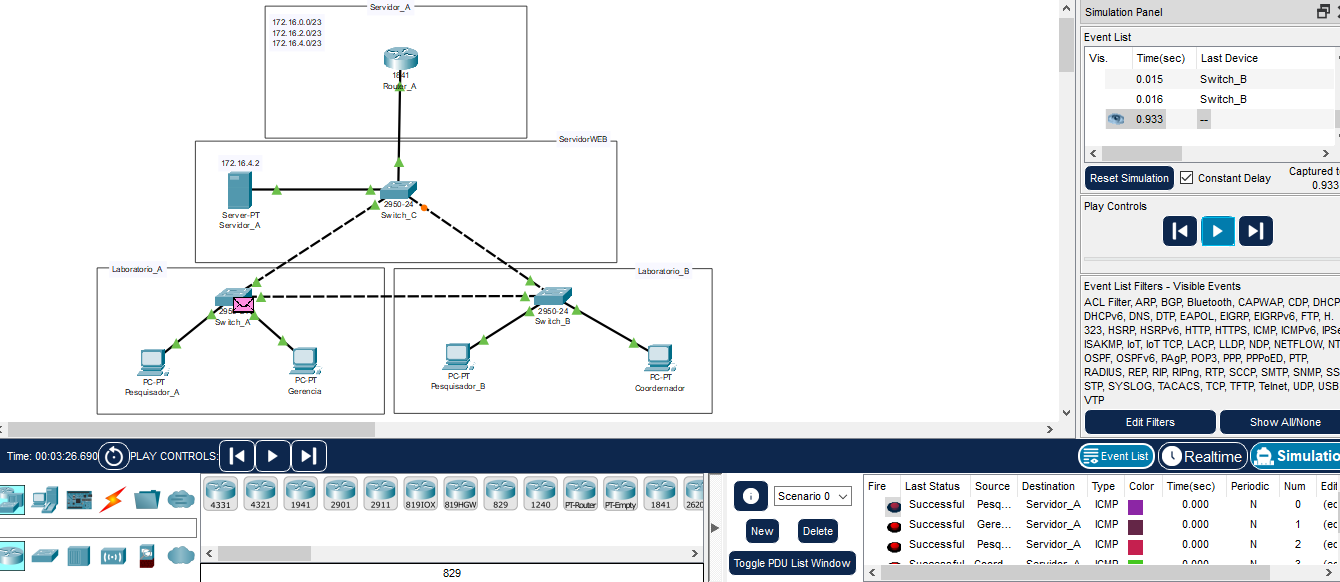 Servidor_A
172.16.0.0/23
172.16.2.0/23
172.16.4.0/23
1841
Router_A
ServidorWEB
172.16.4.2
Server-PT
Servidor_A
2950-24
Switch_C
Laboratorio_A
Laboratorio_B
Switch_A
2950-24
Switch_B
PC-PT
Pesquisador_A
PC-PT
Gerencia
PC-PT
Pesquisador_B
PC-PT
Coordernador
Simulation Panel
Event List
Vis. Time(sec) Last Device
0.015 Switch_B
0.016 Switch_B
0.933 --
Reset Simulation Constant Delay
Captured t
0.933
Play Controls
Event List Filters - Visible Events
ACL Filter, ARP, BGP, Bluetooth, CAPWAP, CDP, DHCP
DHCPv6, DNS, DTP, EAPOL, EIGRP, EIGRPv6, FTP, H.
323, HSRP, HSRPv6, HTTP, HTTPS, ICMP, ICMPv6, IPSe
ISAKMP, IoT, IoT TCP, LACP, LLDP, NDP, NETFLOW, NT
OSPF, OSPFv6, PAgP, POP3, PPP, PPPoED, PTP,
RADIUS, REP, RIP, RIPng, RTP, SCCP, SMTP, SNMP, SS
STP, SYSLOG, TACACS, TCP, TFTP, Telnet, UDP, USB
VTP
Edit Filters Show All/None
Time: 00:03:26.690 PLAY CONTROLS:
Event List Realtime Simulatio
4331 4321 1941 2901 2911 819IOX 819HGW 829 1240 PT-Router PT-Empty 1841 2620
829
Scenario 0
New Delete
Toggle PDU List Window
Fire Last Status Source Destination Type Color Time(sec) Periodic Num Edi
Successful Pesq... Servidor_A ICMP 0.000 N 0 (ec
Successful Gere... Servidor_A ICMP 0.000 N 1 (ec
Successful Pesq... Servidor_A ICMP 0.000 N 2 (ec